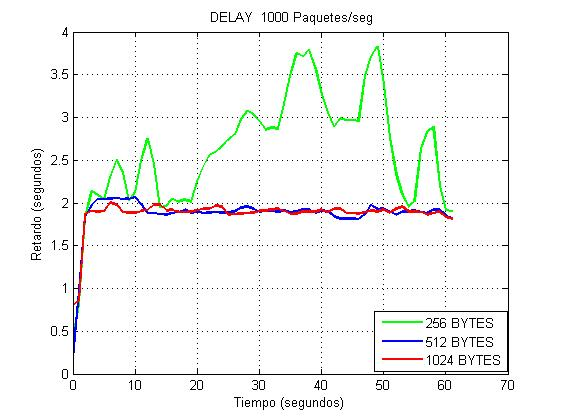 DELAY 1000 Paquetes/seg
4
3.5
3
2.5
2
1.5
1
0.5
0
0 10 20 30 40 50 60 70
Retardo (segundos)
Tiempo (segundos)
256 BYTES
512 BYTES
1024 BYTES